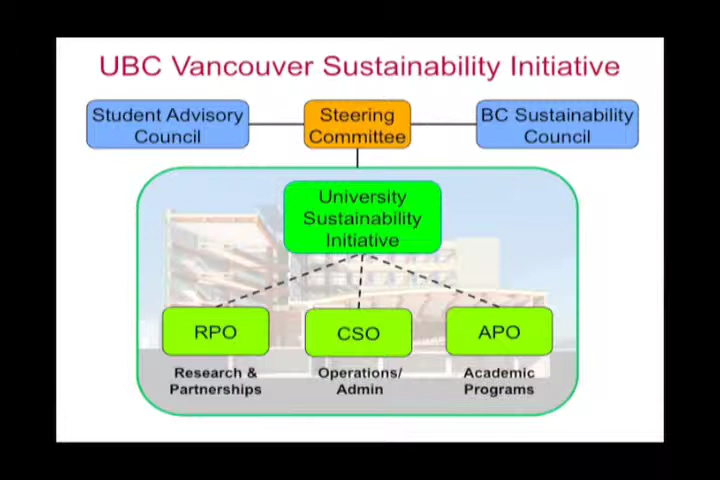 UBC Vancouver Sustainability Initiative
Student Advisory
Council
Steering
Committee
BC Sustainability
Council
University
Sustainability
Initiative
RPO
CSO
APO
Research &
Partnerships
Operations/
Admin
Academic
Programs